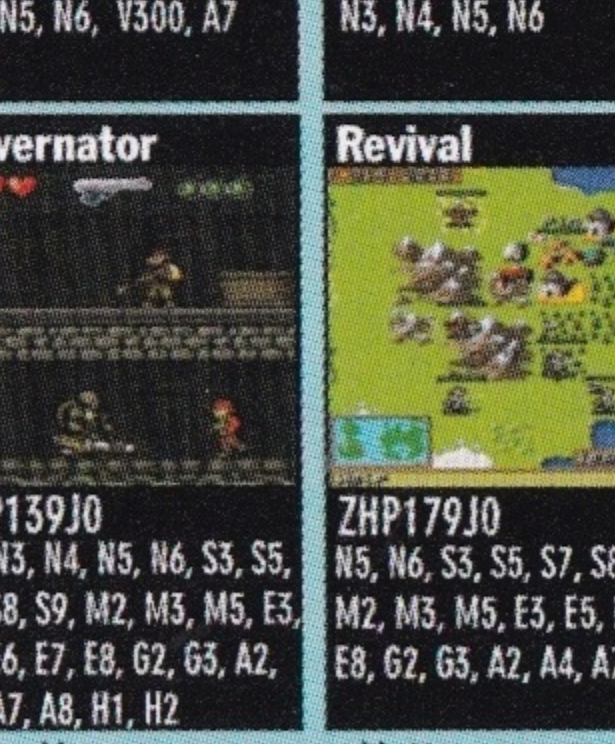 N5, N6, V300, A7
N3, N4, N5, N6
vernator
P139J0
N3, N4, N5, N6, S3, S5,
S8, S9, M2, M3, M5, E3,
E6, E7, E8, G2, G3, A2,
A7, A8, H1, H2
Revival
ZHP179J0
N5, N6, S3, S5, S7, S8
M2, M3, M5, E3, E5,
E8, G2, G3, A2, A4, A7